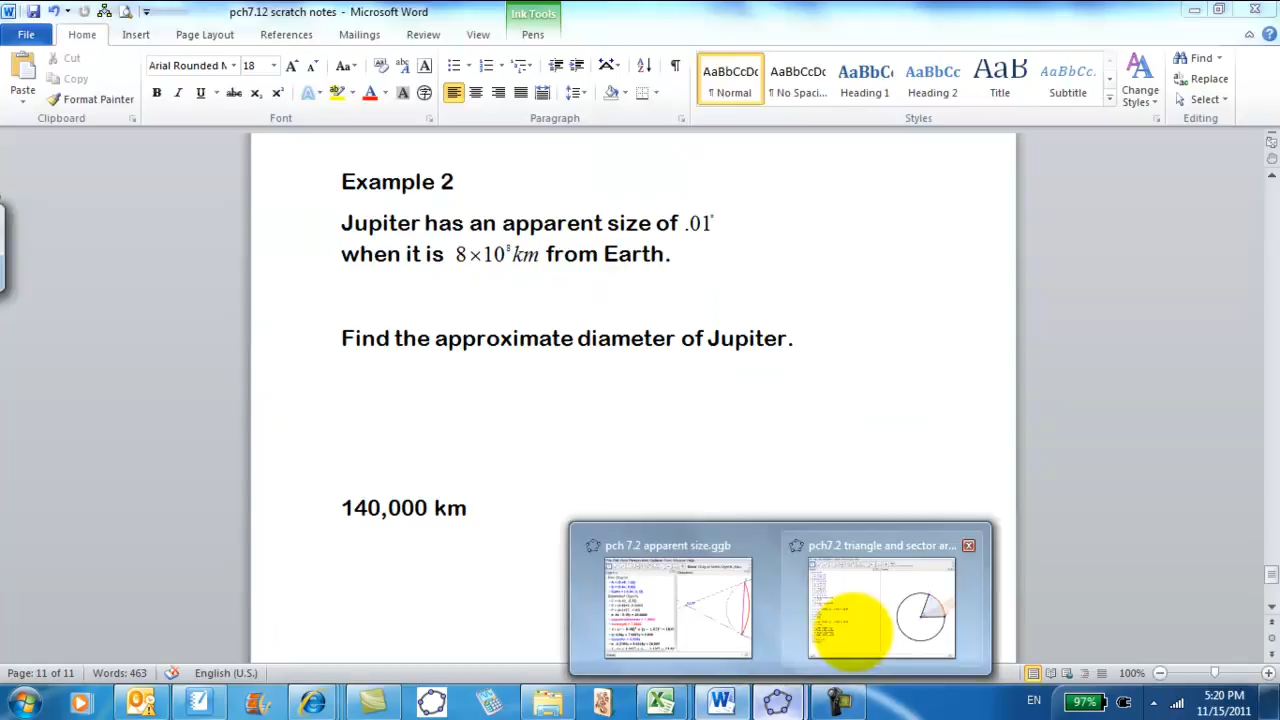 pch7.12 scratch notes - Microsoft Word
Ink Tools
File Home Insert Page Layout References Mailings Review View Pens
Paste
Cut
Copy
Format Painter
Clipboard
Arial Rounded M 18
Font
Paragraph
AaBbCcDc AaBbCcDc AaBbC AaBbCc AaB AaBbCcL
¶ Normal ¶ No Spaci... Heading 1 Heading 2 Title Subtitle
Change Styles
Styles
Find
Replace
Select
Editing
Example 2
Jupiter has an apparent size of .01°
when it is 8×10⁸km from Earth.
Find the approximate diameter of Jupiter.
140,000 km
pch 7.2 apparent size.ggb
pch7.2 triangle and sector ar...
Page: 11 of 11 Words: 463 English (U.S.) 100%
EN 97% 5:20 PM
11/15/2011